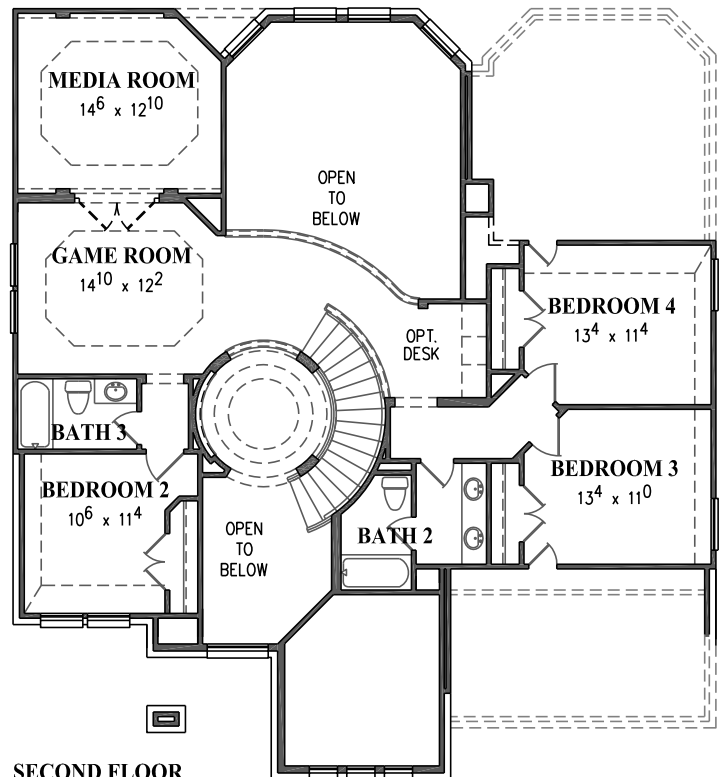 MEDIA ROOM
14⁶ x 12¹⁰
OPEN
TO
BELOW
GAME ROOM
14¹⁰ x 12²
BEDROOM 4
13⁴ x 11⁴
OPT.
DESK
BATH 3
BEDROOM 2
10⁶ x 11⁴
BEDROOM 3
13⁴ x 11⁰
OPEN
TO
BELOW
BATH 2
SECOND FLOOR